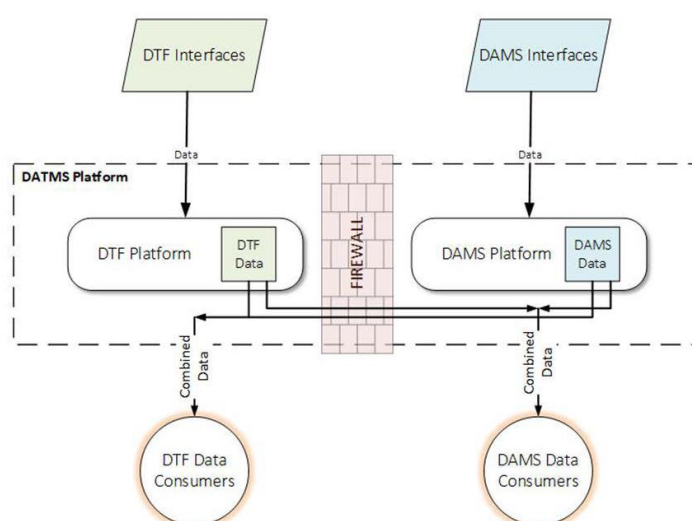 DTF Interfaces
DAMS Interfaces
Data
Data
DATMS Platform
FIREWALL
DTF Platform
DTF
Data
DAMS Platform
DAMS
Data
Combined
Data
Combined
Data
DTF Data
Consumers
DAMS Data
Consumers